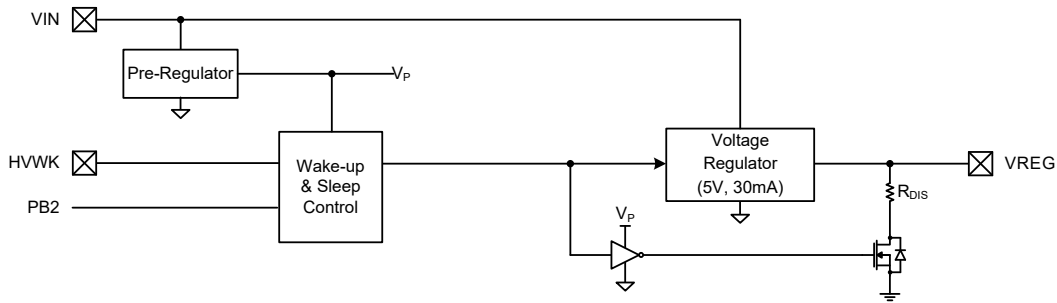 VIN
Pre-Regulator
VP
HVWK
PB2
Wake-up
& Sleep
Control
Voltage
Regulator
(5V, 30mA)
VREG
RDIS
VP